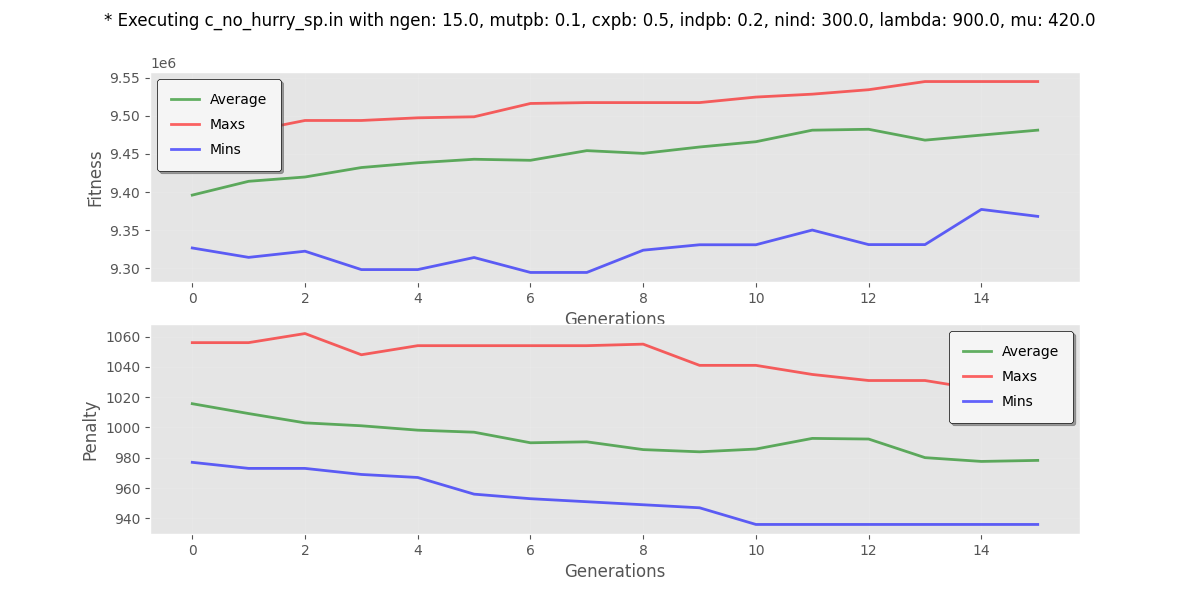 * Executing c_no_hurry_sp.in with ngen: 15.0, mutpb: 0.1, cxpb: 0.5, indpb: 0.2, nind: 300.0, lambda: 900.0, mu: 420.0
1e6
9.55
9.50
9.45
9.40
9.35
9.30
Fitness
Average
Maxs
Mins
0 2 4 6 8 10 12 14
Generations
1060
1040
1020
1000
980
960
940
Penalty
Average
Maxs
Mins
0 2 4 6 8 10 12 14
Generations